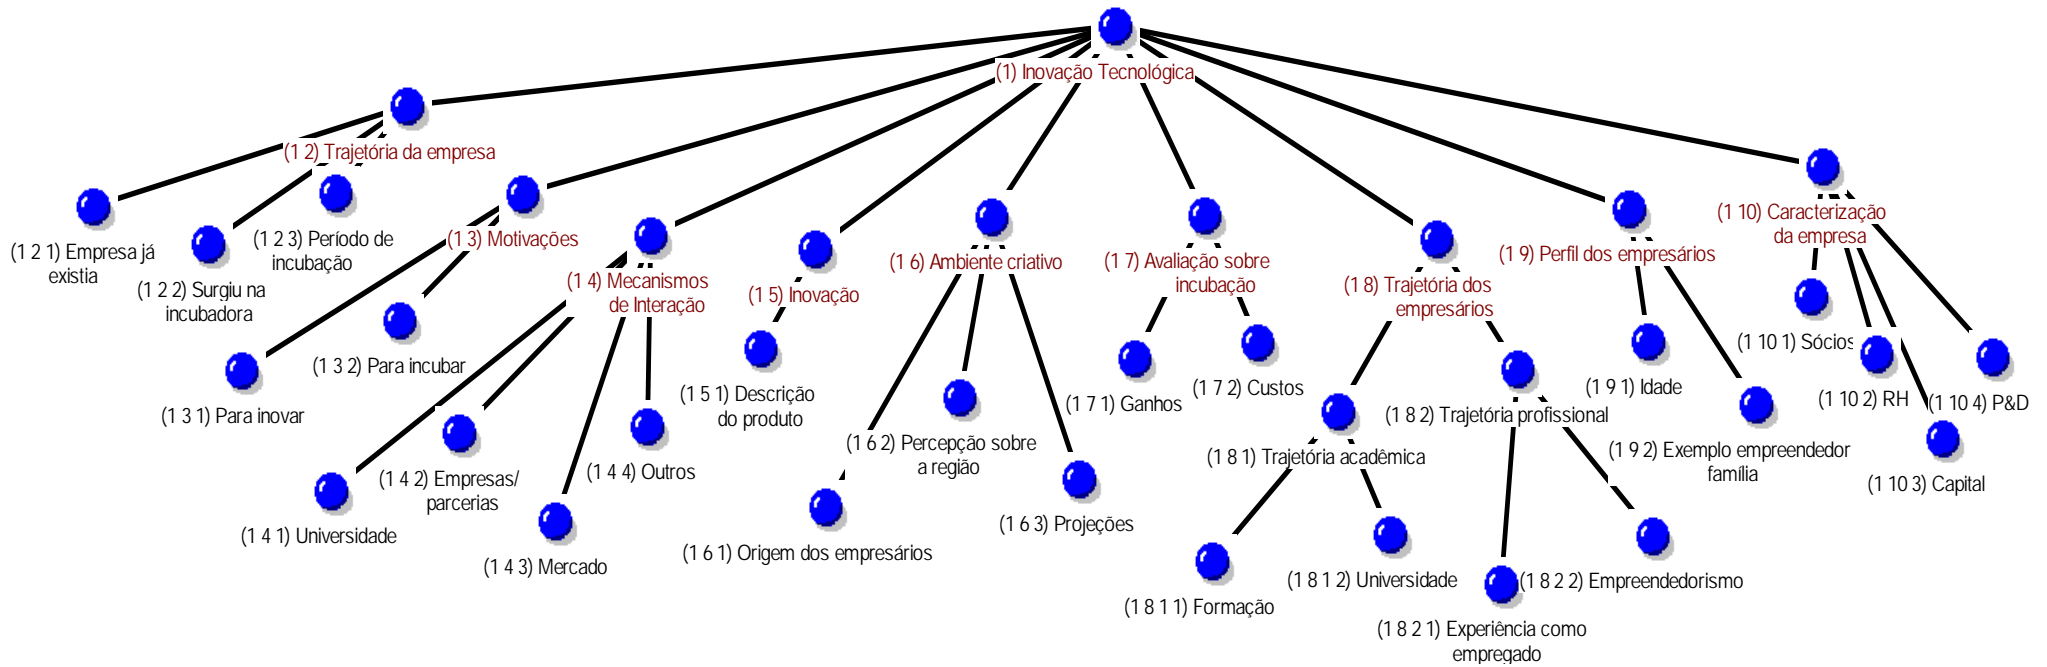 (1) Inovação Tecnológica
(1 2) Trajetória da empresa
(1 2 1) Empresa já
existia
(1 2 2) Surgiu na
incubadora
(1 2 3) Período de
incubação
(1 3) Motivações
(1 3 1) Para inovar
(1 3 2) Para incubar
(1 4) Mecanismos
de Interação
(1 4 1) Universidade
(1 4 2) Empresas/
parcerias
(1 4 3) Mercado
(1 4 4) Outros
(1 5) Inovação
(1 5 1) Descrição
do produto
(1 6) Ambiente criativo
(1 6 1) Origem dos empresários
(1 6 2) Percepção sobre
a região
(1 6 3) Projeções
(1 7) Avaliação sobre
incubação
(1 7 1) Ganhos
(1 7 2) Custos
(1 8) Trajetória dos
empresários
(1 8 1) Trajetória acadêmica
(1 8 1 1) Formação
(1 8 1 2) Universidade
(1 8 2) Trajetória profissional
(1 8 2 1) Experiência como
empregado
(1 8 2 2) Empreendedorismo
(1 9) Perfil dos empresários
(1 9 1) Idade
(1 9 2) Exemplo empreendedor
família
(1 10) Caracterização
da empresa
(1 10 1) Sócios
(1 10 2) RH
(1 10 3) Capital
(1 10 4) P&D